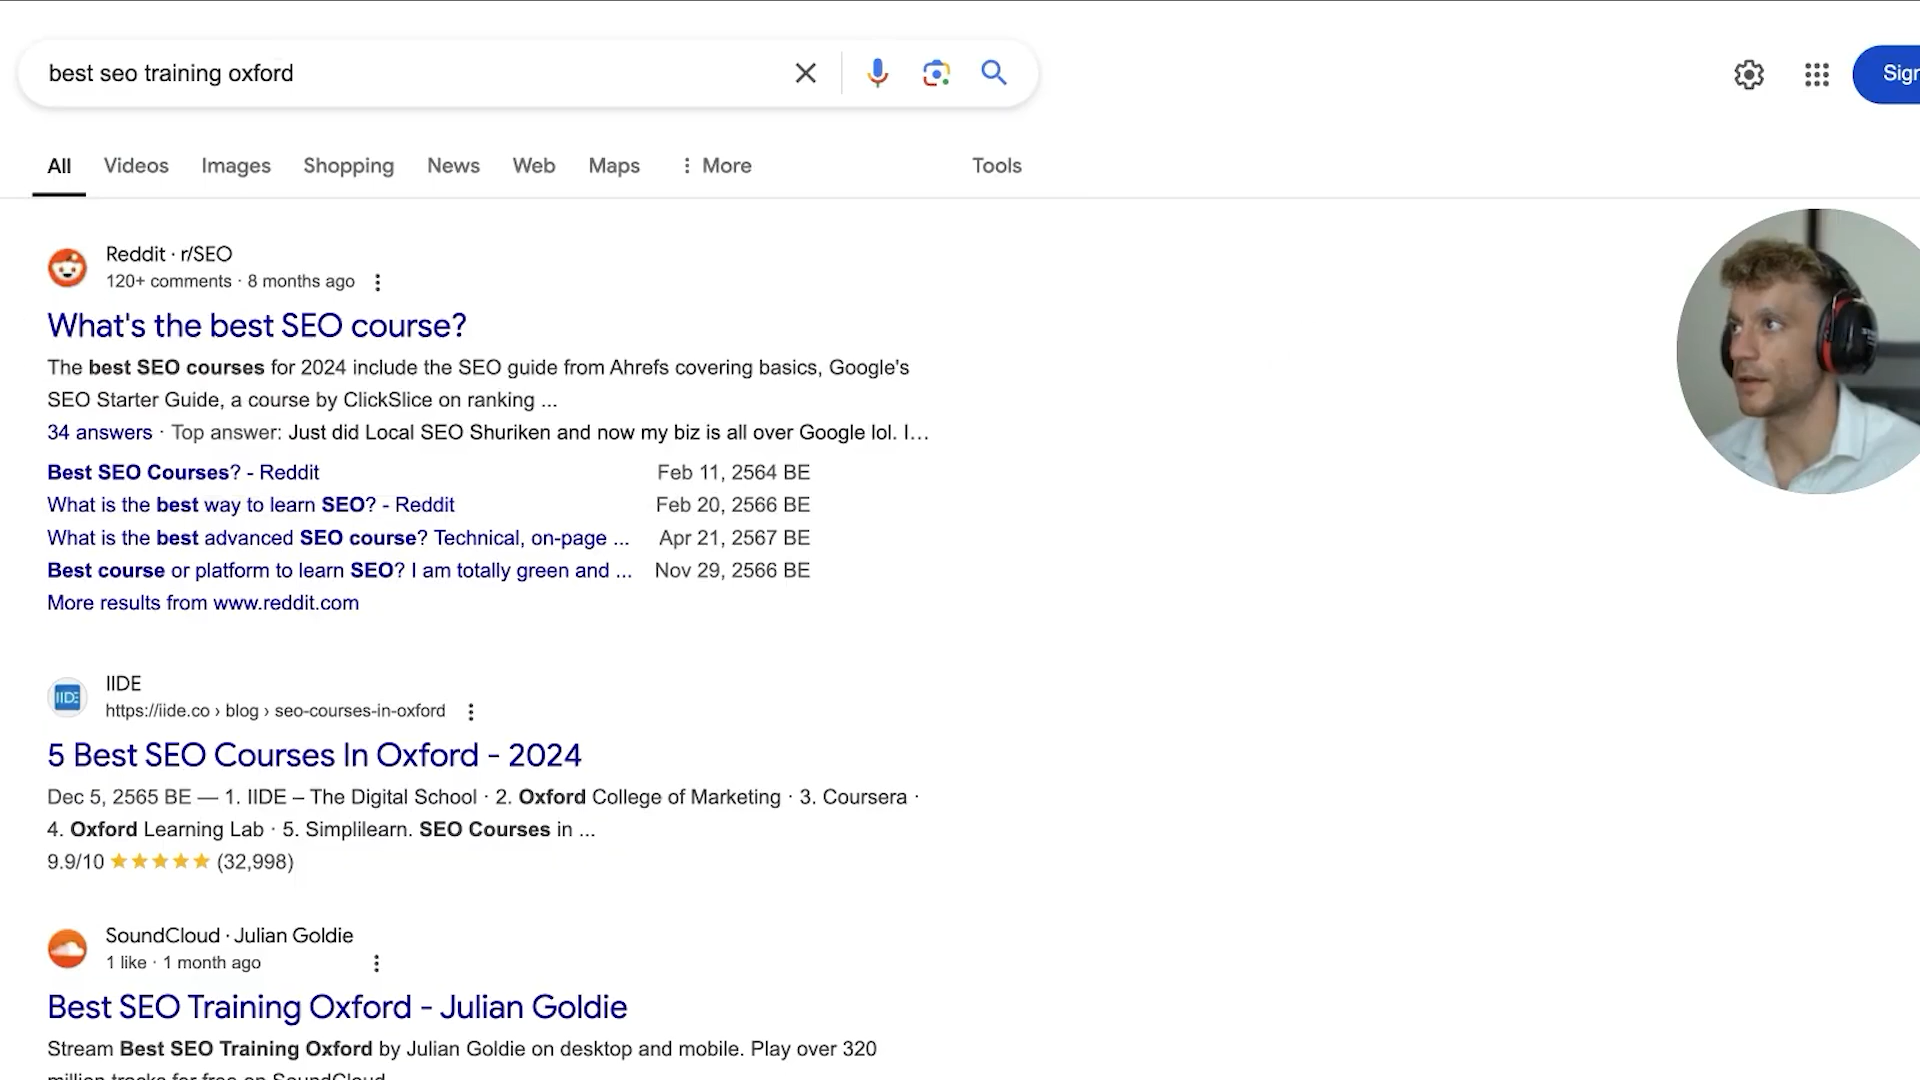 best seo training oxford
Sign
All Videos Images Shopping News Web Maps More Tools
Reddit · r/SEO
120+ comments · 8 months ago
What's the best SEO course?
The best SEO courses for 2024 include the SEO guide from Ahrefs covering basics, Google's
SEO Starter Guide, a course by ClickSlice on ranking ...
34 answers · Top answer: Just did Local SEO Shuriken and now my biz is all over Google lol. I...
Best SEO Courses? - Reddit Feb 11, 2564 BE
What is the best way to learn SEO? - Reddit Feb 20, 2566 BE
What is the best advanced SEO course? Technical, on-page ... Apr 21, 2567 BE
Best course or platform to learn SEO? I am totally green and ... Nov 29, 2566 BE
More results from www.reddit.com
IIDE
IIDE
https://iide.co › blog › seo-courses-in-oxford
5 Best SEO Courses In Oxford - 2024
Dec 5, 2565 BE — 1. IIDE – The Digital School · 2. Oxford College of Marketing · 3. Coursera ·
4. Oxford Learning Lab · 5. Simplilearn. SEO Courses in ...
9.9/10 ★★★★★ (32,998)
SoundCloud · Julian Goldie
1 like · 1 month ago
Best SEO Training Oxford - Julian Goldie
Stream Best SEO Training Oxford by Julian Goldie on desktop and mobile. Play over 320
million tracks for free on SoundCloud